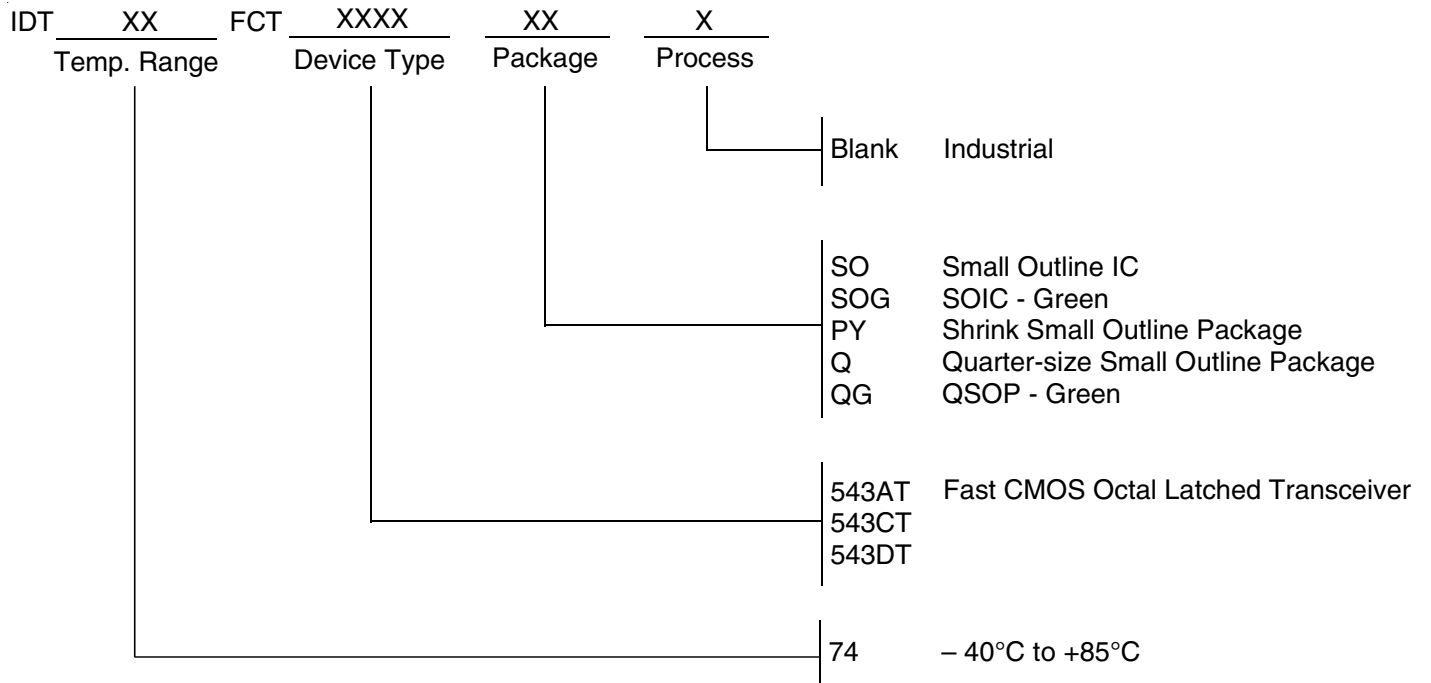 IDT XX FCT XXXX XX X
Temp. Range Device Type Package Process
Blank Industrial
SO Small Outline IC
SOG SOIC - Green
PY Shrink Small Outline Package
Q Quarter-size Small Outline Package
QG QSOP - Green
543AT Fast CMOS Octal Latched Transceiver
543CT
543DT
74 – 40°C to +85°C